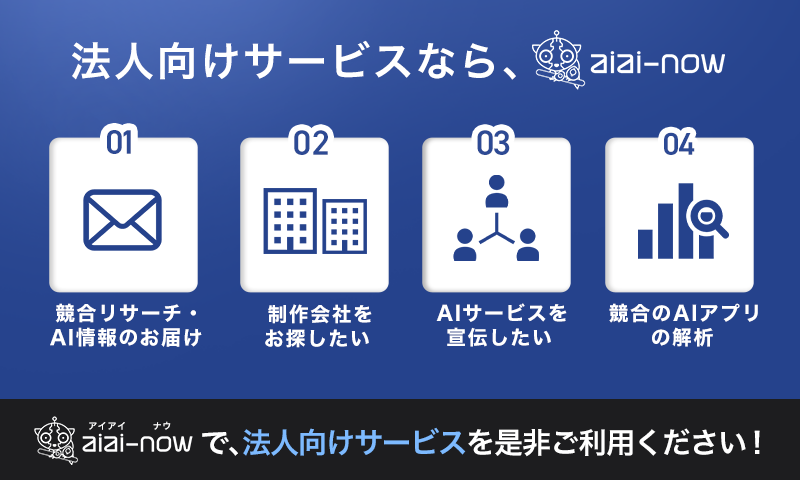 法人向けサービスなら、aiai-now
01
02
03
04
競合リサーチ・
AI情報のお届け
制作会社を
お探したい
AIサービスを
宣伝したい
競合のAIアプリ
の解析
アイアイ ナウ
aiai-now で、法人向けサービスを是非ご利用ください！